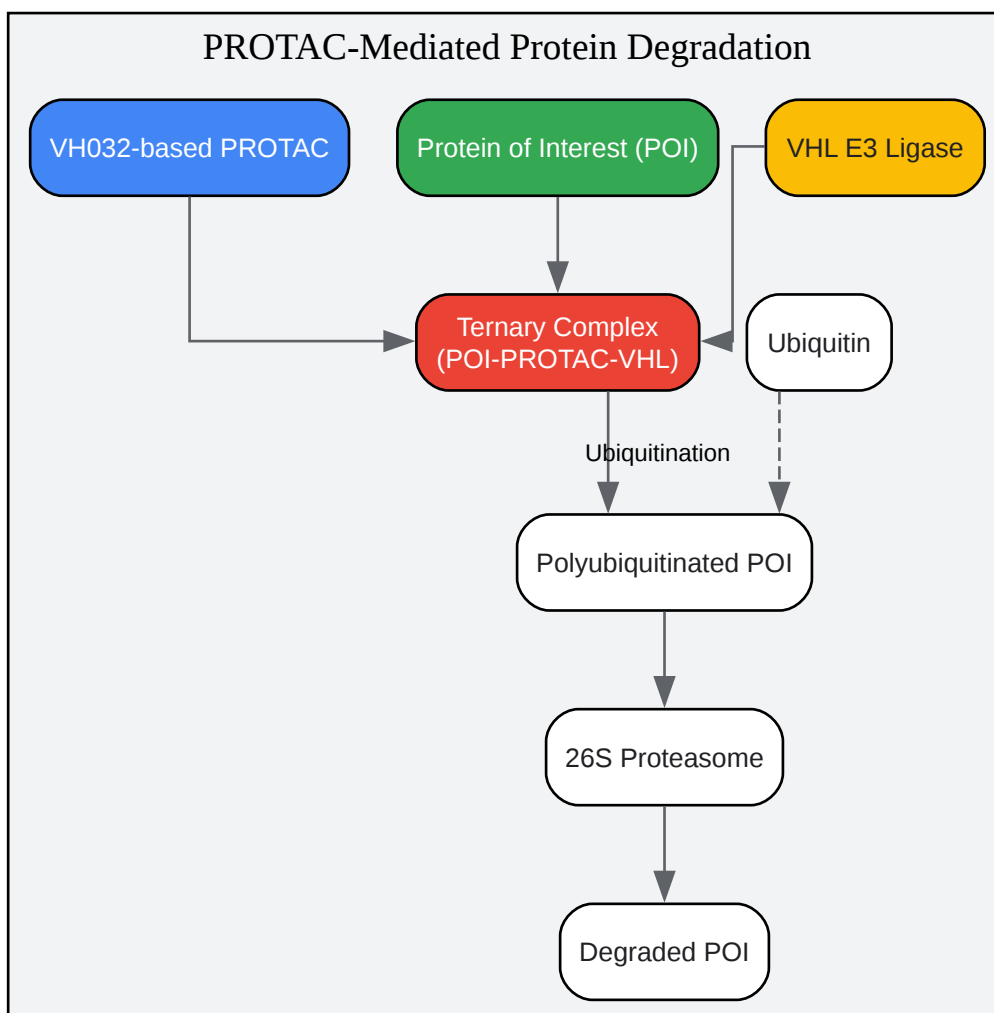 PROTAC-Mediated Protein Degradation
VH032-based PROTAC
Protein of Interest (POI)
VHL E3 Ligase
Ternary Complex
(POI-PROTAC-VHL)
Ubiquitin
Ubiquitination
Polyubiquitinated POI
26S Proteasome
Degraded POI